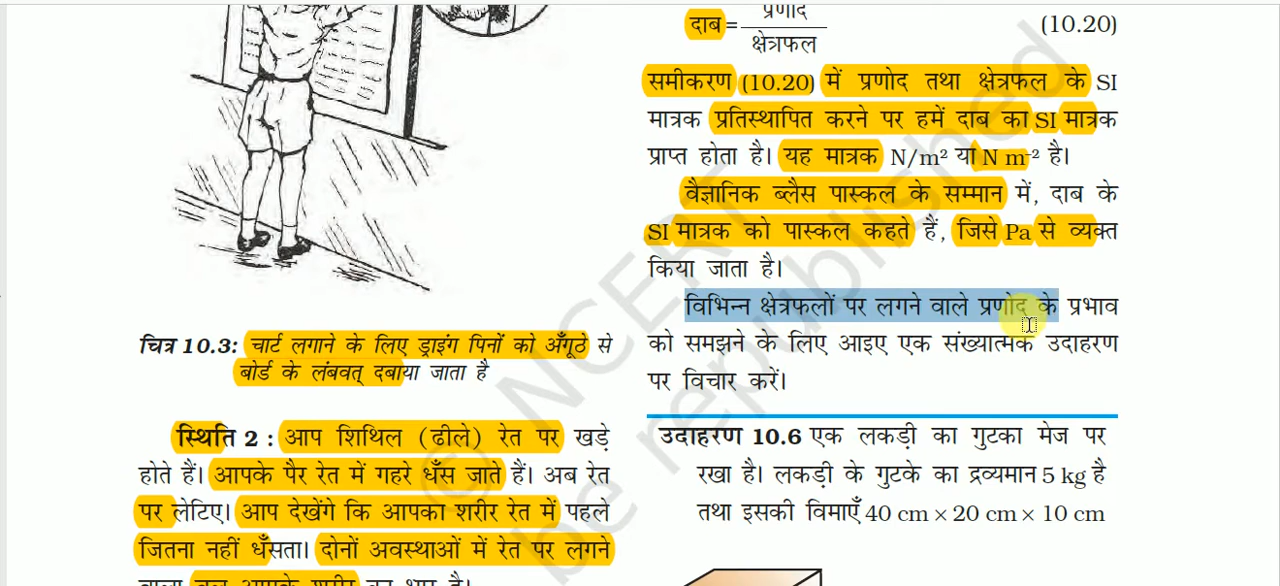 चित्र 10.3: चार्ट लगाने के लिए ड्राइंग पिनों को अँगूठे से
बोर्ड के लंबवत् दबाया जाता है
स्थिति 2 : आप शिथिल (ढीले) रेत पर खड़े
होते हैं। आपके पैर रेत में गहरे धँस जाते हैं। अब रेत
पर लेटिए। आप देखेंगे कि आपका शरीर रेत में पहले
जितना नहीं धँसता। दोनों अवस्थाओं में रेत पर लगने
दाब = प्रणोद
क्षेत्रफल
(10.20)
समीकरण (10.20) में प्रणोद तथा क्षेत्रफल के SI
मात्रक प्रतिस्थापित करने पर हमें दाब का SI मात्रक
प्राप्त होता है। यह मात्रक N/m² या N m⁻² है।
वैज्ञानिक ब्लैस पास्कल के सम्मान में, दाब के
SI मात्रक को पास्कल कहते हैं, जिसे Pa से व्यक्त
किया जाता है।
विभिन्न क्षेत्रफलों पर लगने वाले प्रणोद के प्रभाव
को समझने के लिए आइए एक संख्यात्मक उदाहरण
पर विचार करें।
उदाहरण 10.6 एक लकड़ी का गुटका मेज पर
रखा है। लकड़ी के गुटके का द्रव्यमान 5 kg है
तथा इसकी विमाएँ 40 cm × 20 cm × 10 cm
© NCERT
be republished